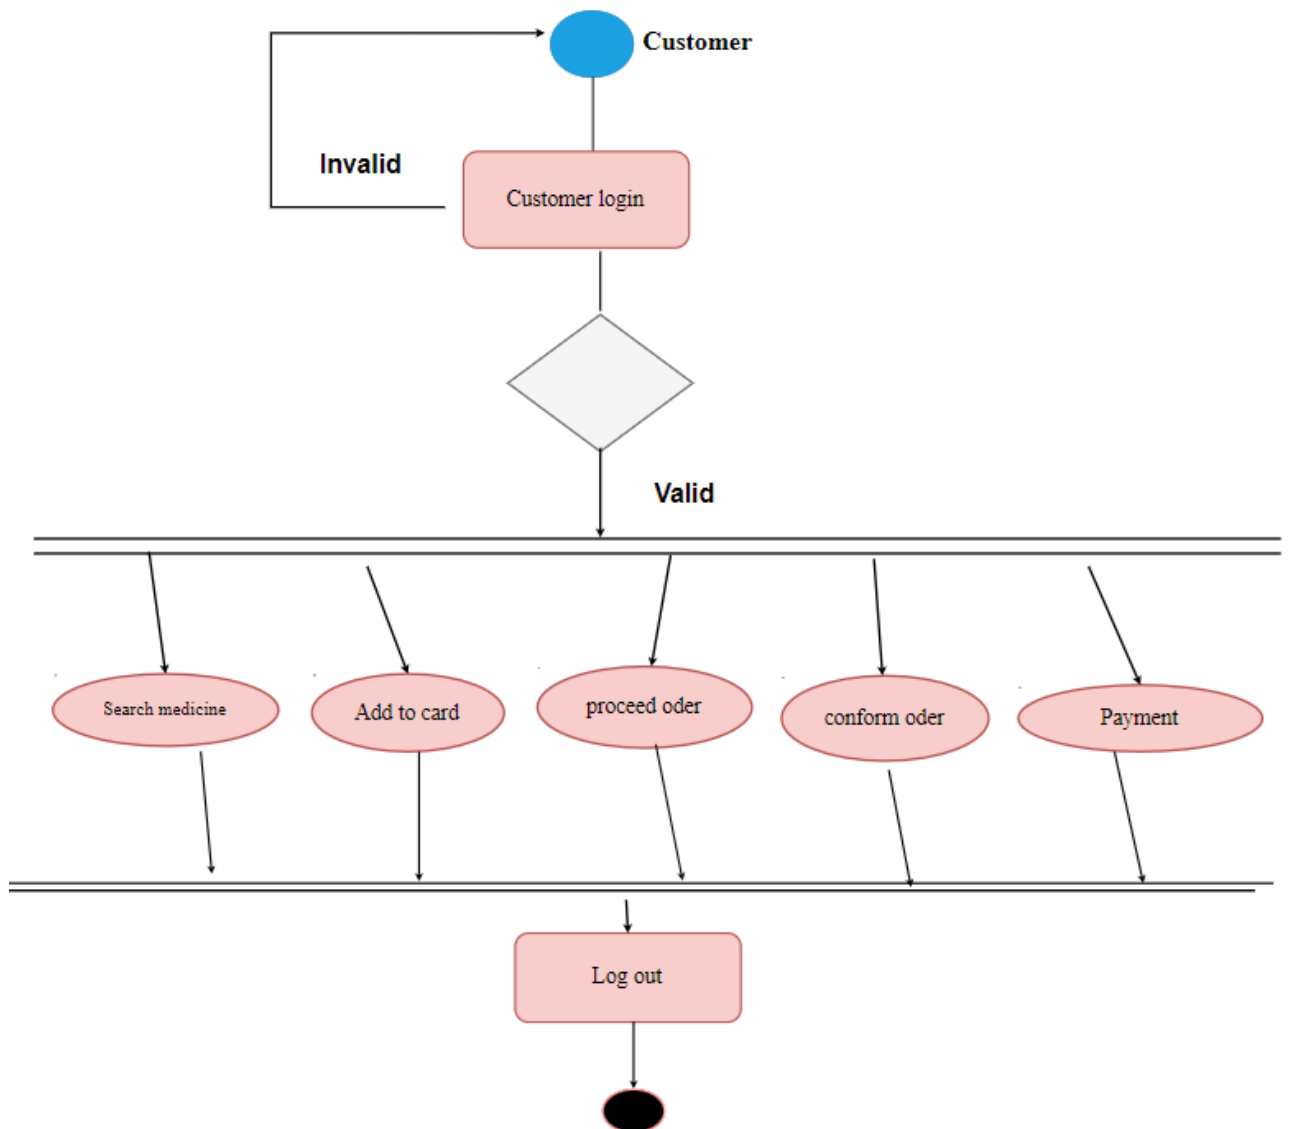 Customer
Invalid
Customer login
Valid
Search medicine
Add to card
proceed oder
conform oder
Payment
Log out